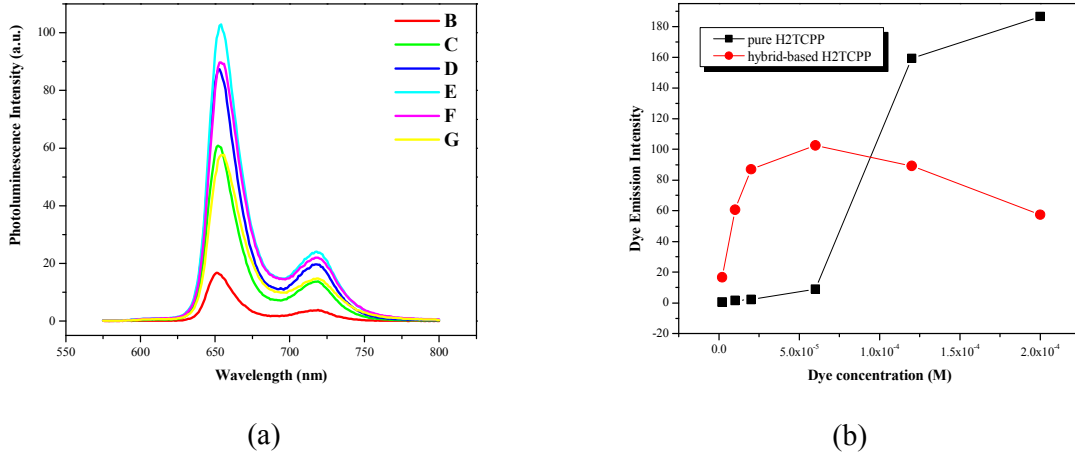 Photoluminescence Intensity (a.u.)
100
80
60
40
20
0
550
600
650
700
750
800
Wavelength (nm)
B
C
D
E
F
G
(a)
Dye Emission Intensity
180
160
140
120
100
80
60
40
20
0
-20
0.0
5.0x10⁻⁵
1.0x10⁻⁴
1.5x10⁻⁴
2.0x10⁻⁴
Dye concentration (M)
pure H2TCPP
hybrid-based H2TCPP
(b)